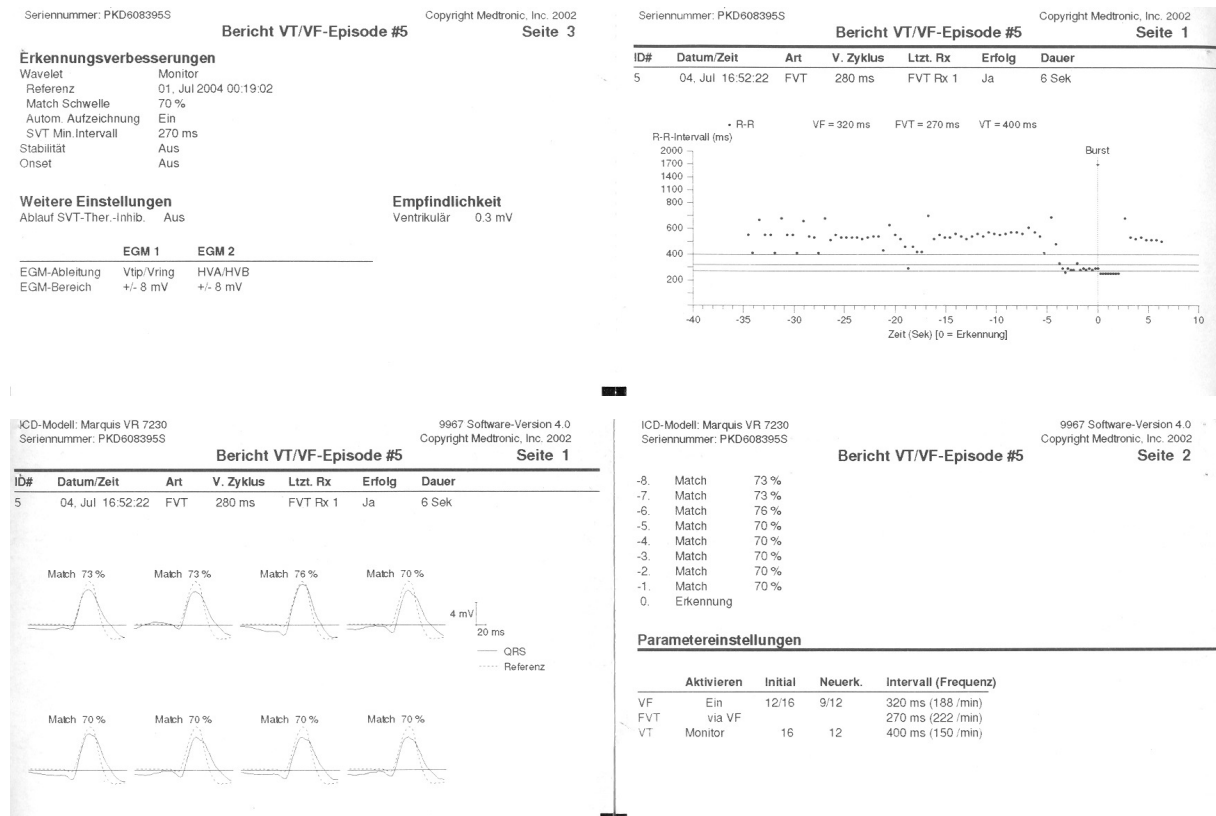 Seriennummer: PKD608395S Copyright Medtronic, Inc. 2002
Bericht VT/VF-Episode #5 Seite 3
Erkennungsverbesserungen
Wavelet Monitor
Referenz 01, Jul 2004 00:19:02
Match Schwelle 70 %
Autom. Aufzeichnung Ein
SVT Min.Intervall 270 ms
Stabilität Aus
Onset Aus
Weitere Einstellungen Empfindlichkeit
Ablauf SVT-Ther.-Inhib. Aus Ventrikulär 0.3 mV
EGM 1 EGM 2
EGM-Ableitung Vtip/Vring HVA/HVB
EGM-Bereich +/- 8 mV +/- 8 mV
Seriennummer: PKD608395S Copyright Medtronic, Inc. 2002
Bericht VT/VF-Episode #5 Seite 1
ID# Datum/Zeit Art V. Zyklus Ltzt. Rx Erfolg Dauer
5 04, Jul 16:52:22 FVT 280 ms FVT Rx 1 Ja 6 Sek
• R-R VF = 320 ms FVT = 270 ms VT = 400 ms
R-R-Intervall (ms)
Burst
2000
1700
1400
1100
800
600
400
200
-40 -35 -30 -25 -20 -15 -10 -5 0 5 10
Zeit (Sek) [0 = Erkennung]
ICD-Modell: Marquis VR 7230 9967 Software-Version 4.0
Seriennummer: PKD608395S Copyright Medtronic, Inc. 2002
Bericht VT/VF-Episode #5 Seite 1
ID# Datum/Zeit Art V. Zyklus Ltzt. Rx Erfolg Dauer
5 04, Jul 16:52:22 FVT 280 ms FVT Rx 1 Ja 6 Sek
Match 73 % Match 73 % Match 76 % Match 70 %
4 mV
20 ms
QRS
Referenz
Match 70 % Match 70 % Match 70 % Match 70 %
ICD-Modell: Marquis VR 7230 9967 Software-Version 4.0
Seriennummer: PKD608395S Copyright Medtronic, Inc. 2002
Bericht VT/VF-Episode #5 Seite 2
-8. Match 73 %
-7. Match 73 %
-6. Match 76 %
-5. Match 70 %
-4. Match 70 %
-3. Match 70 %
-2. Match 70 %
-1. Match 70 %
0. Erkennung
Parametereinstellungen
Aktivieren Initial Neuerk. Intervall (Frequenz)
VF Ein 12/16 9/12 320 ms (188 /min)
FVT via VF 270 ms (222 /min)
VT Monitor 16 12 400 ms (150 /min)